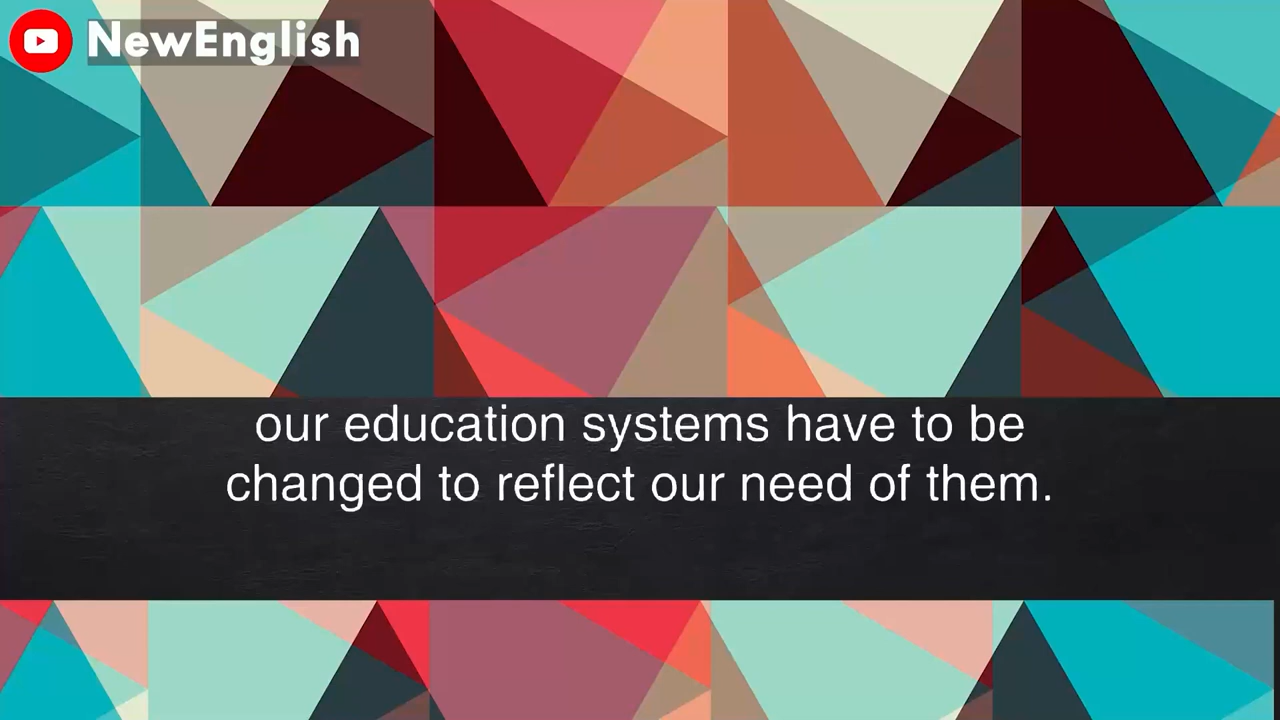 NewEnglish
our education systems have to be
changed to reflect our need of them.